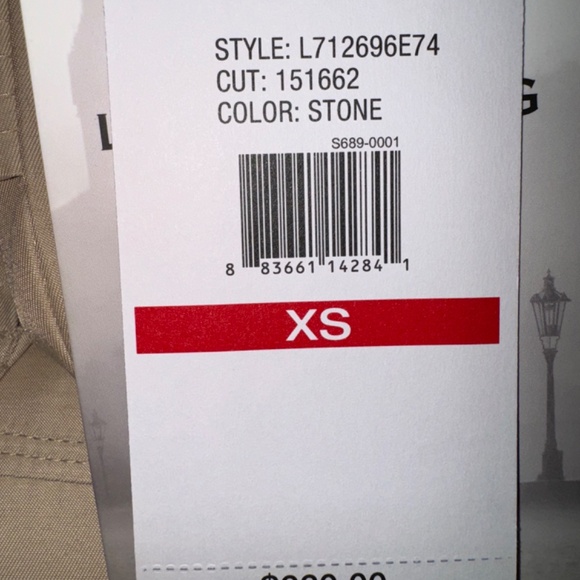 STYLE: L712696E74
CUT: 151662
COLOR: STONE
S689-0001
8 83661 14284 1
XS